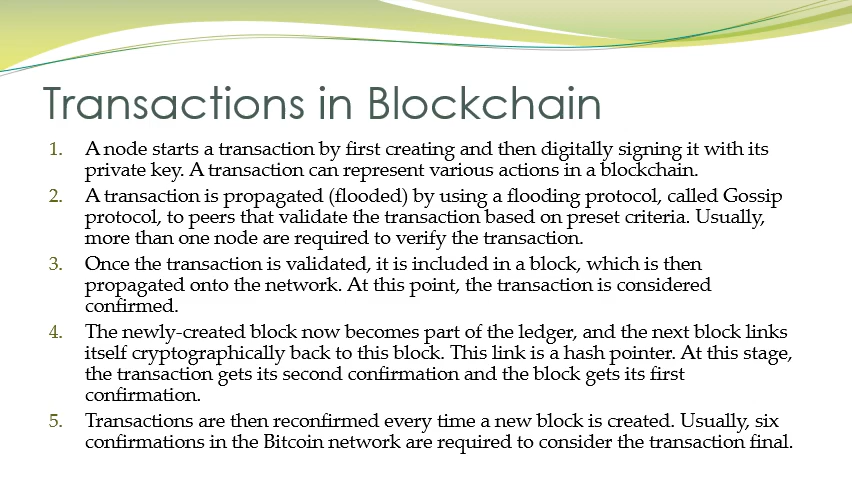 Transactions in Blockchain
1. A node starts a transaction by first creating and then digitally signing it with its
private key. A transaction can represent various actions in a blockchain.
2. A transaction is propagated (flooded) by using a flooding protocol, called Gossip
protocol, to peers that validate the transaction based on preset criteria. Usually,
more than one node are required to verify the transaction.
3. Once the transaction is validated, it is included in a block, which is then
propagated onto the network. At this point, the transaction is considered
confirmed.
4. The newly-created block now becomes part of the ledger, and the next block links
itself cryptographically back to this block. This link is a hash pointer. At this stage,
the transaction gets its second confirmation and the block gets its first
confirmation.
5. Transactions are then reconfirmed every time a new block is created. Usually, six
confirmations in the Bitcoin network are required to consider the transaction final.